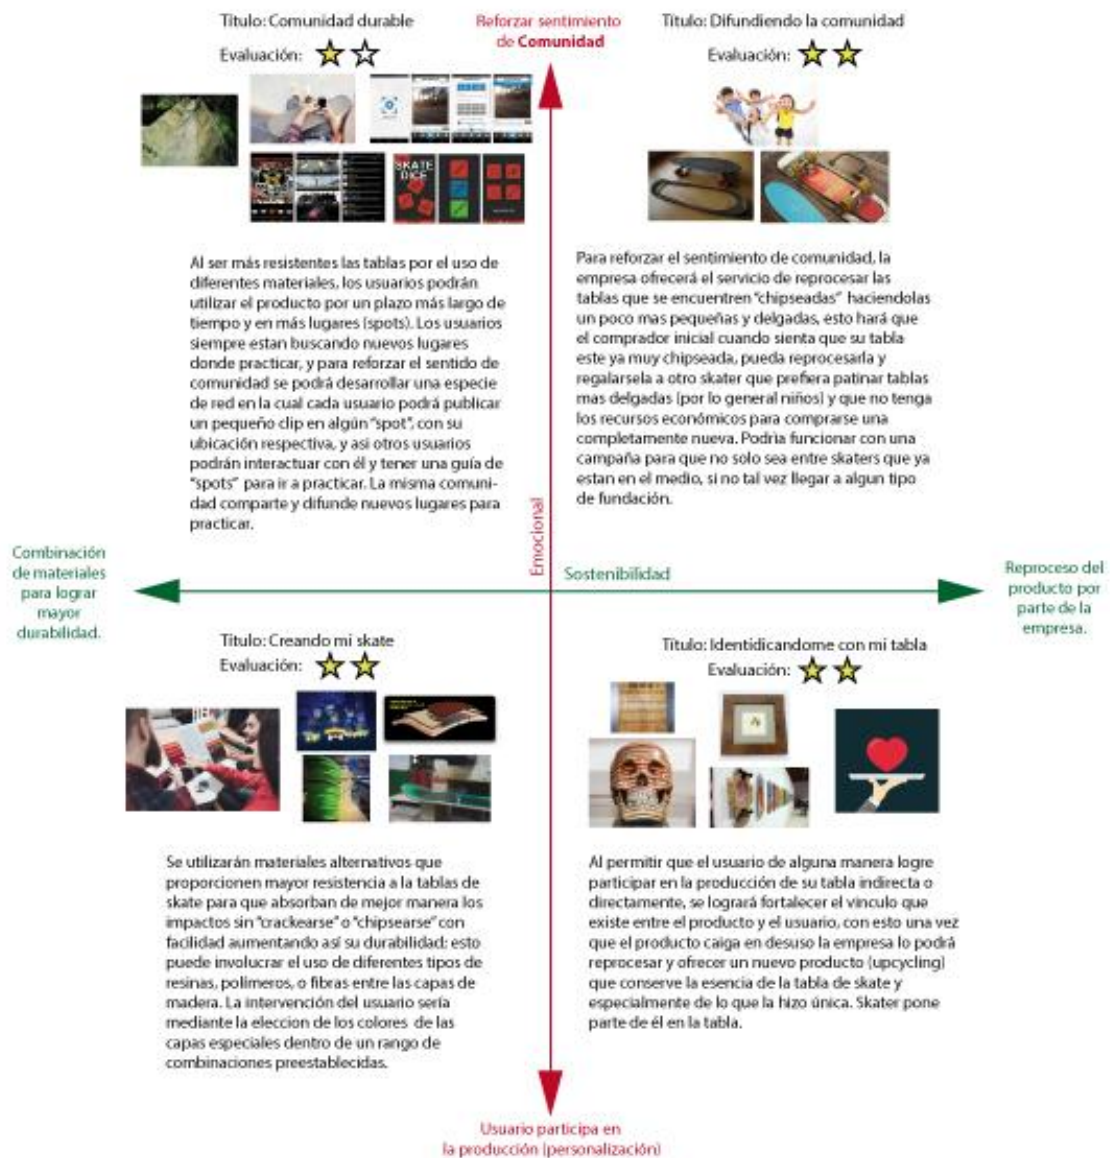 Título: Comunidad durable
Evaluación:
Reforzar sentimiento
de Comunidad
Título: Difundiendo la comunidad
Evaluación:
SKATE
DICE
Al ser más resistentes las tablas por el uso de
diferentes materiales, los usuarios podrán
utilizar el producto por un plazo más largo de
tiempo y en más lugares (spots). Los usuarios
siempre estan buscando nuevos lugares
donde practicar, y para reforzar el sentido de
comunidad se podrá desarrollar una especie
de red en la cual cada usuario podrá publicar
un pequeño clip en algún "spot", con su
ubicación respectiva, y asi otros usuarios
podrán interactuar con él y tener una guía de
"spots" para ir a practicar. La misma comuni-
dad comparte y difunde nuevos lugares para
practicar.
Para reforzar el sentimiento de comunidad, la
empresa ofrecerá el servicio de reprocesar las
tablas que se encuentren "chipseadas" haciendolas
un poco mas pequeñas y delgadas, esto hará que
el comprador inicial cuando sienta que su tabla
este ya muy chipseada, pueda reprocesarla y
regalarsela a otro skater que prefiera patinar tablas
mas delgadas (por lo general niños) y que no tenga
los recursos económicos para comprarse una
completamente nueva. Podría funcionar con una
campaña para que no solo sea entre skaters que ya
estan en el medio, si no tal vez llegar a algun tipo
de fundación.
Emocional
Sostenibilidad
Combinación
de materiales
para lograr
mayor
durabilidad.
Reproceso del
producto por
parte de la
empresa.
Título: Creando mi skate
Evaluación:
Título: Identidicandome con mi tabla
Evaluación:
Se utilizarán materiales alternativos que
proporcionen mayor resistencia a la tablas de
skate para que absorban de mejor manera los
impactos sin "crackearse" o "chipsearse" con
facilidad aumentando así su durabilidad; esto
puede involucrar el uso de diferentes tipos de
resinas, polímeros, o fibras entre las capas de
madera. La intervención del usuario sería
mediante la eleccion de los colores de las
capas especiales dentro de un rango de
combinaciones preestablecidas.
Al permitir que el usuario de alguna manera logre
participar en la producción de su tabla indirecta o
directamente, se logrará fortalecer el vinculo que
existe entre el producto y el usuario, con esto una vez
que el producto caiga en desuso la empresa lo podrá
reprocesar y ofrecer un nuevo producto (upcycling)
que conserve la esencia de la tabla de skate y
especialmente de lo que la hizo única. Skater pone
parte de él en la tabla.
Usuario participa en
la producción (personalización)